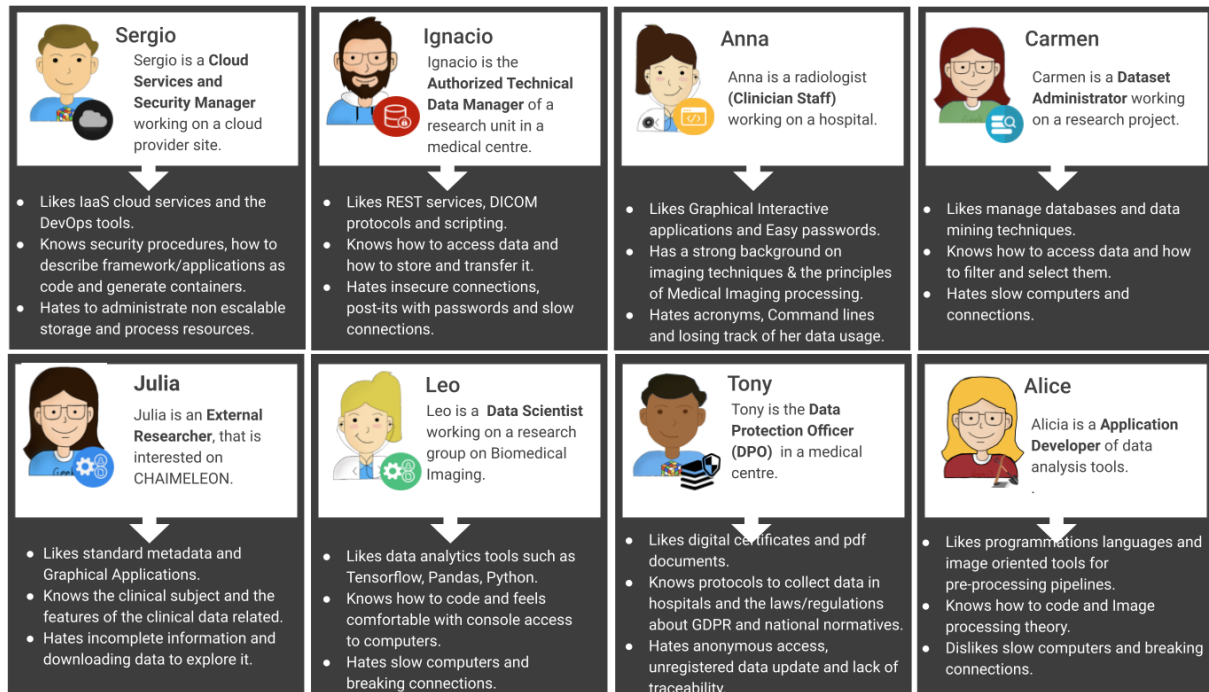 Sergio
Sergio is a Cloud
Services and
Security Manager
working on a cloud
provider site.
● Likes IaaS cloud services and the
DevOps tools.
● Knows security procedures, how to
describe framework/applications as
code and generate containers.
● Hates to administrate non escalable
storage and process resources.
Ignacio
Ignacio is the
Authorized Technical
Data Manager of a
research unit in a
medical centre.
● Likes REST services, DICOM
protocols and scripting.
● Knows how to access data and
how to store and transfer it.
● Hates insecure connections,
post-its with passwords and slow
connections.
Anna
Anna is a radiologist
(Clinician Staff)
working on a hospital.
● Likes Graphical Interactive
applications and Easy passwords.
● Has a strong background on
imaging techniques & the principles
of Medical Imaging processing.
● Hates acronyms, Command lines
and losing track of her data usage.
Carmen
Carmen is a Dataset
Administrator working
on a research project.
● Likes manage databases and data
mining techniques.
● Knows how to access data and how
to filter and select them.
● Hates slow computers and
connections.
Julia
Julia is an External
Researcher, that is
interested on
CHAIMELEON.
● Likes standard metadata and
Graphical Applications.
● Knows the clinical subject and the
features of the clinical data related.
● Hates incomplete information and
downloading data to explore it.
Leo
Leo is a Data Scientist
working on a research
group on Biomedical
Imaging.
● Likes data analytics tools such as
Tensorflow, Pandas, Python.
● Knows how to code and feels
comfortable with console access
to computers.
● Hates slow computers and
breaking connections.
Tony
Tony is the Data
Protection Officer
(DPO) in a medical
centre.
● Likes digital certificates and pdf
documents.
● Knows protocols to collect data in
hospitals and the laws/regulations
about GDPR and national normatives.
● Hates anonymous access,
unregistered data update and lack of
traceability.
Alice
Alicia is a Application
Developer of data
analysis tools.
.
● Likes programmations languages and
image oriented tools for
pre-processing pipelines.
● Knows how to code and Image
processing theory.
● Dislikes slow computers and breaking
connections.